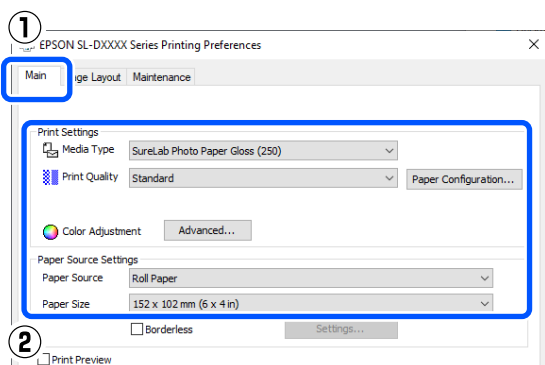 1
EPSON SL-DXXXX Series Printing Preferences
Main Page Layout Maintenance
Print Settings
Media Type SureLab Photo Paper Gloss (250)
Print Quality Standard Paper Configuration...
Color Adjustment Advanced...
Paper Source Settings
Paper Source Roll Paper
Paper Size 152 x 102 mm (6 x 4 in)
2
Borderless Settings...
Print Preview